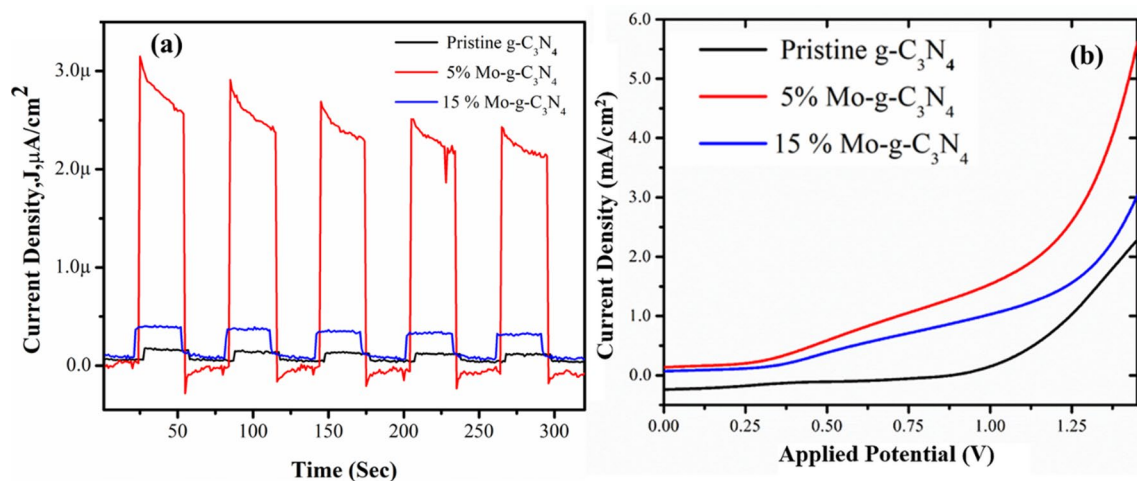 (a)
Pristine g-C₃N₄
5% Mo-g-C₃N₄
15 % Mo-g-C₃N₄
Current Density,J,μA/cm²
3.0μ
2.0μ
1.0μ
0.0
50
100
150
200
250
300
Time (Sec)
(b)
Pristine g-C₃N₄
5% Mo-g-C₃N₄
15 % Mo-g-C₃N₄
Current Density (mA/cm²)
6.0
5.0
4.0
3.0
2.0
1.0
0.0
0.00
0.25
0.50
0.75
1.00
1.25
Applied Potential (V)